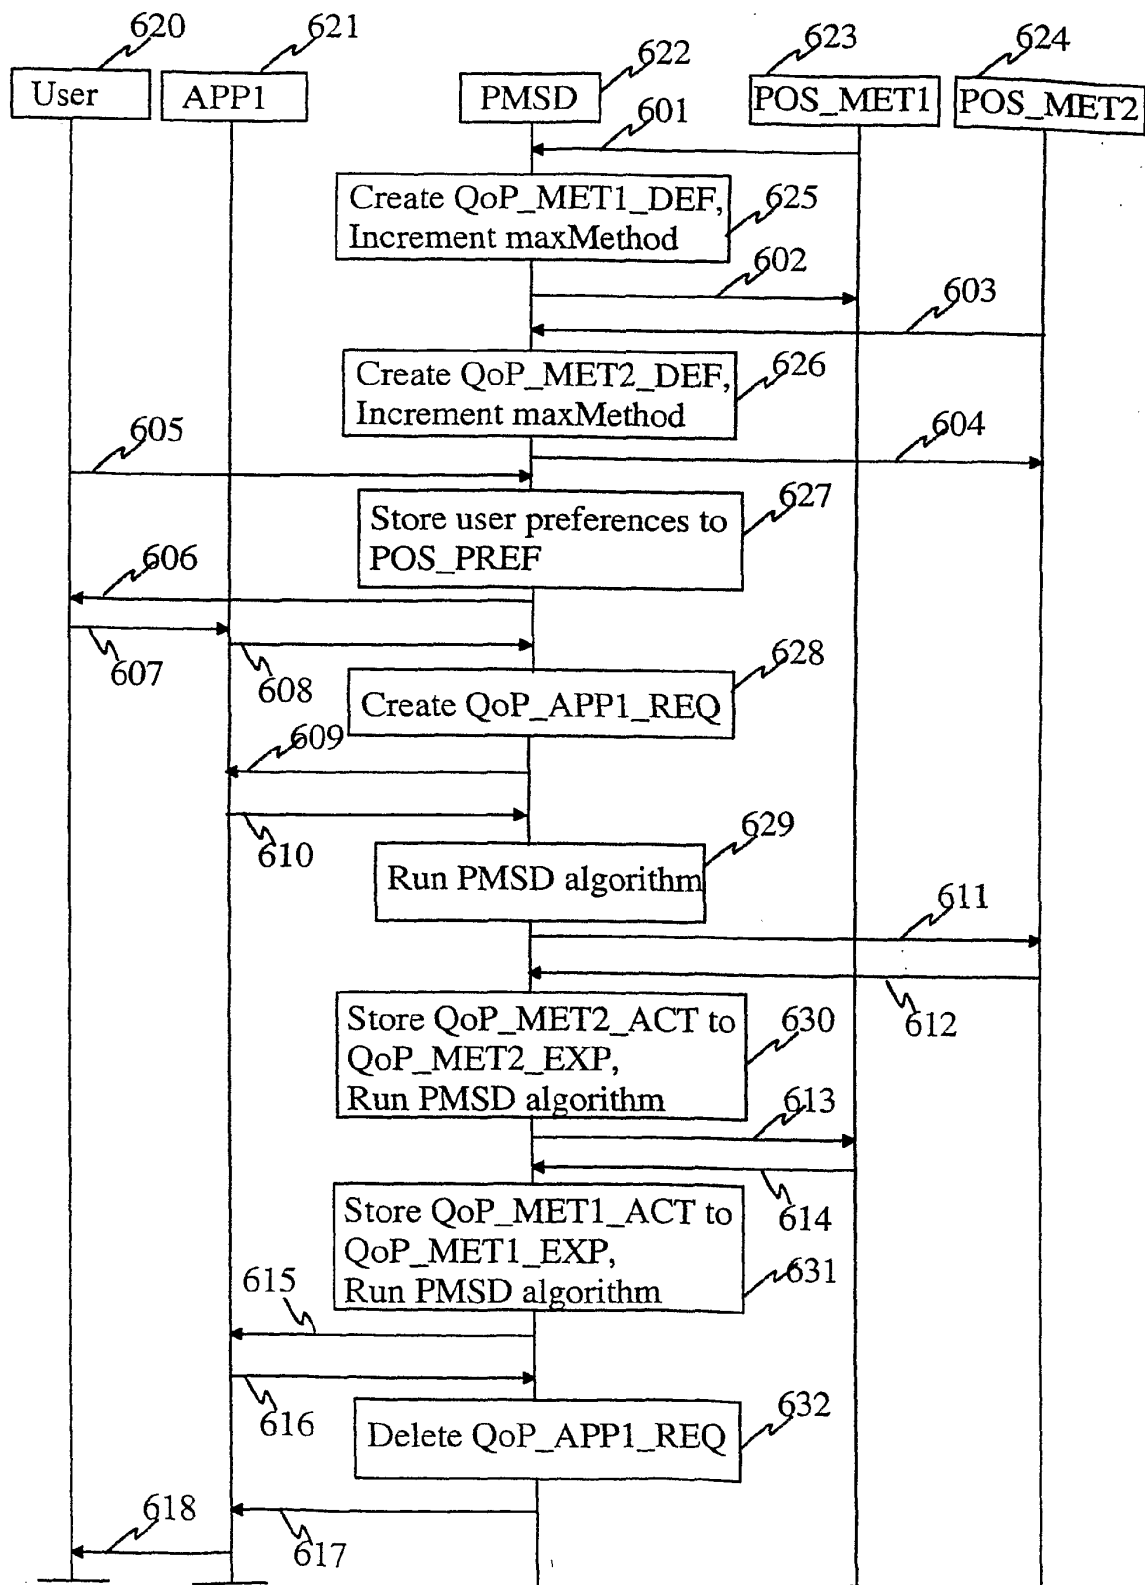 620
621
622
623
624
User
APP1
PMSD
POS_MET1
POS_MET2
601
Create QoP_MET1_DEF,
Increment maxMethod
625
602
603
Create QoP_MET2_DEF,
Increment maxMethod
626
605
604
Store user preferences to
POS_PREF
627
606
607
608
628
Create QoP_APP1_REQ
609
610
629
Run PMSD algorithm
611
612
Store QoP_MET2_ACT to
QoP_MET2_EXP,
Run PMSD algorithm
630
613
614
Store QoP_MET1_ACT to
QoP_MET1_EXP,
Run PMSD algorithm
631
615
616
Delete QoP_APP1_REQ
632
618
617